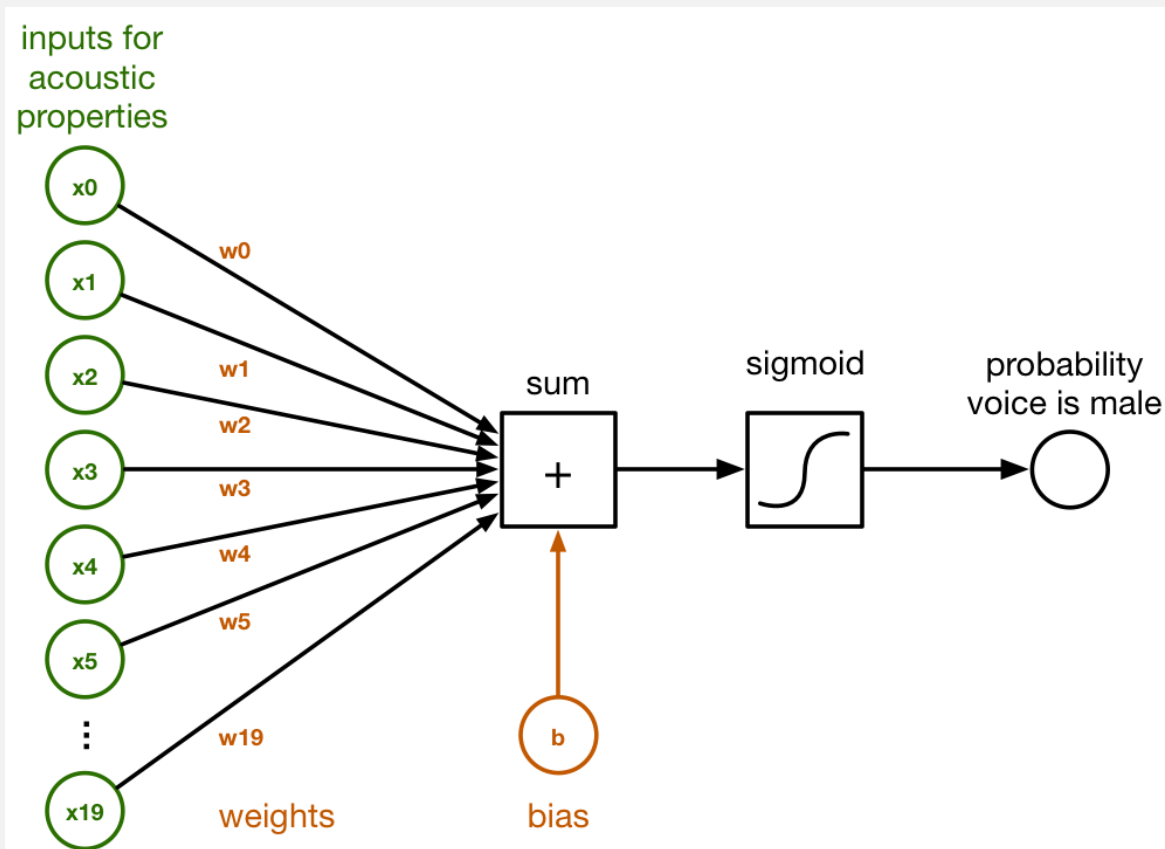 inputs for
acoustic
properties
x0
w0
x1
w1
x2
w2
x3
w3
x4
w4
x5
w5
⋮
x19
w19
weights
sum
+
b
bias
sigmoid
probability
voice is male